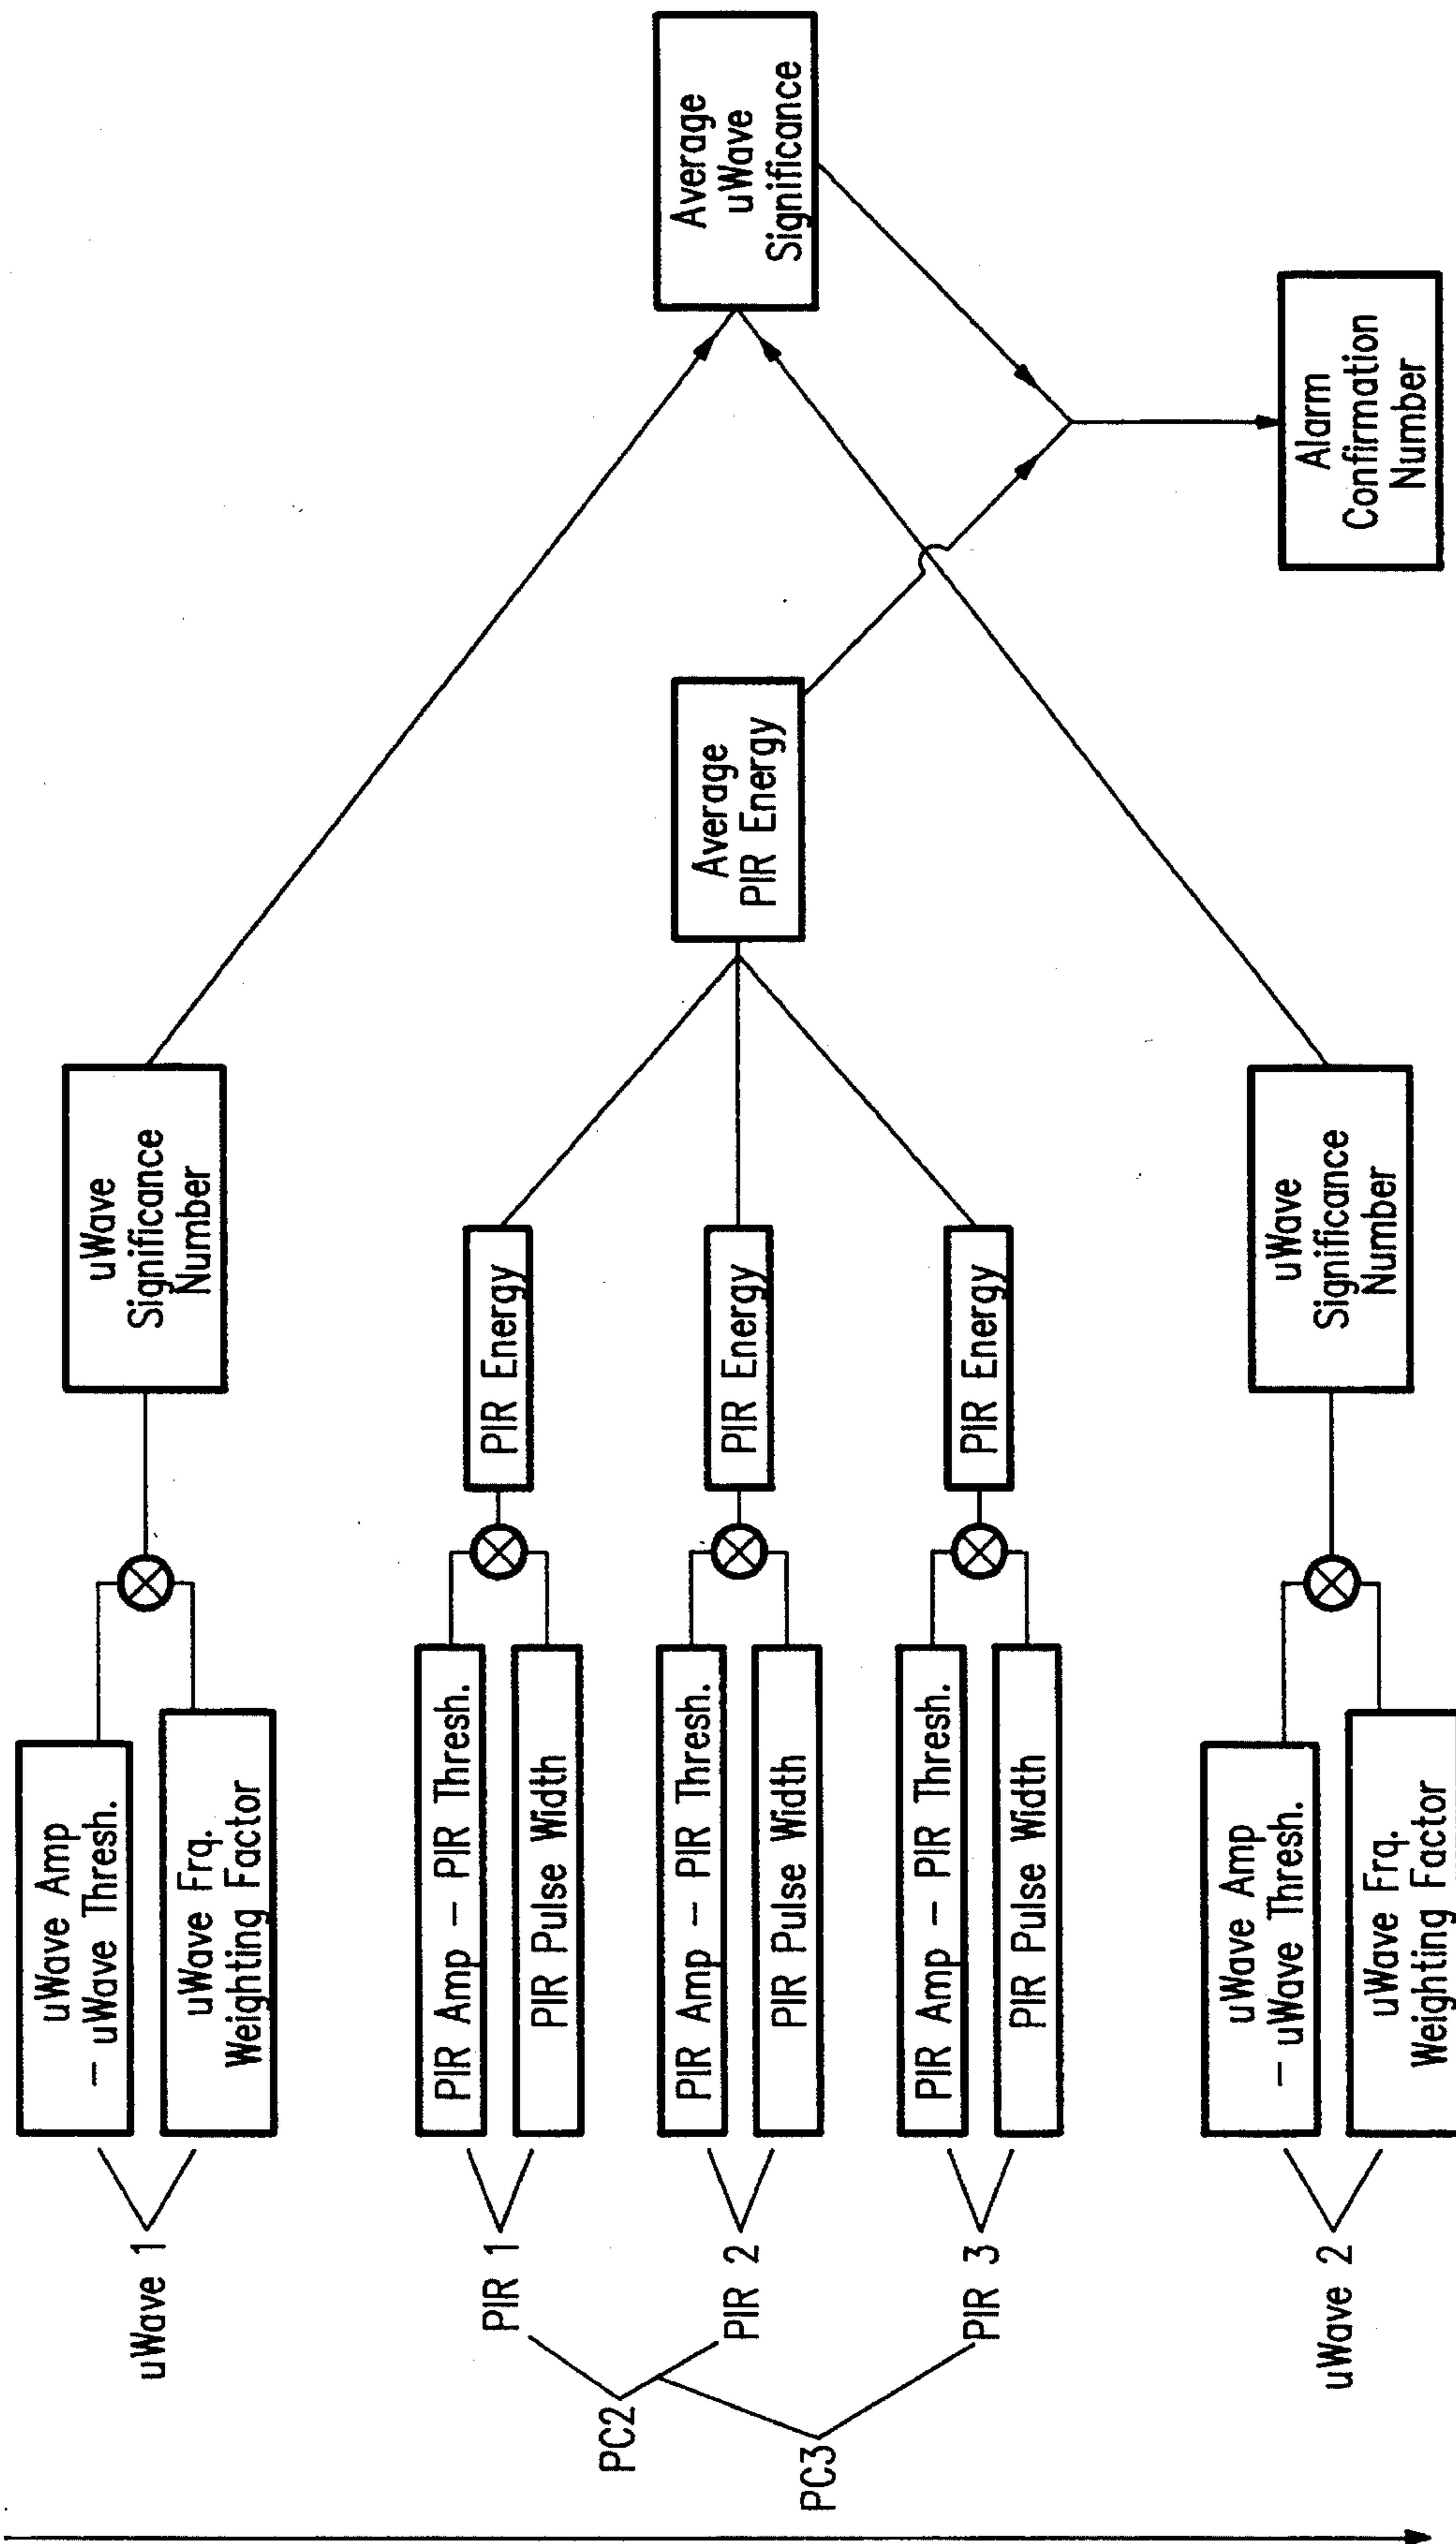 uWave 1
uWave Amp
– uWave Thresh.
uWave Frq.
Weighting Factor
uWave
Significance
Number
PC2
PC3
PIR 1
PIR Amp – PIR Thresh.
PIR Pulse Width
PIR Energy
PIR 2
PIR Amp – PIR Thresh.
PIR Pulse Width
PIR Energy
PIR 3
PIR Amp – PIR Thresh.
PIR Pulse Width
PIR Energy
Average
PIR Energy
Average
uWave
Significance
uWave 2
uWave Amp
– uWave Thresh.
uWave Frq.
Weighting Factor
uWave
Significance
Number
Alarm
Confirmation
Number